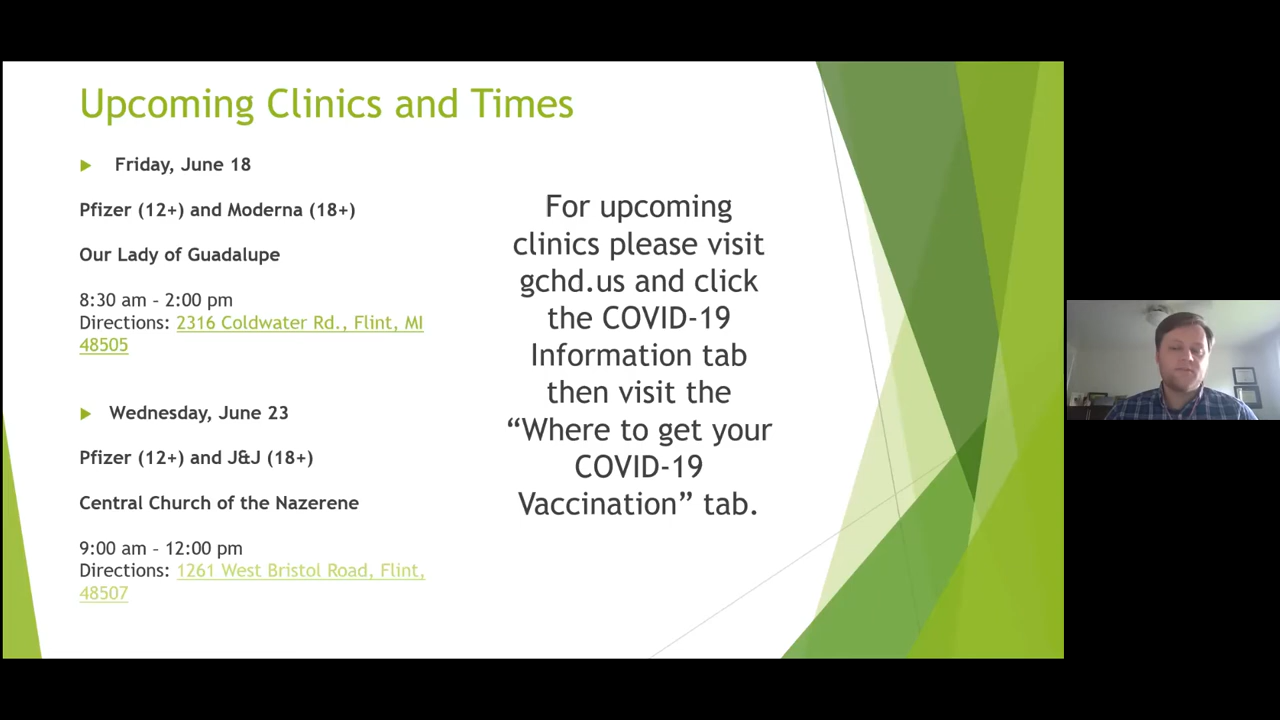 Upcoming Clinics and Times
Friday, June 18
Pfizer (12+) and Moderna (18+)
Our Lady of Guadalupe
8:30 am – 2:00 pm
Directions: 2316 Coldwater Rd., Flint, MI
48505
Wednesday, June 23
Pfizer (12+) and J&J (18+)
Central Church of the Nazerene
9:00 am – 12:00 pm
Directions: 1261 West Bristol Road, Flint,
48507
For upcoming
clinics please visit
gchd.us and click
the COVID-19
Information tab
then visit the
“Where to get your
COVID-19
Vaccination” tab.